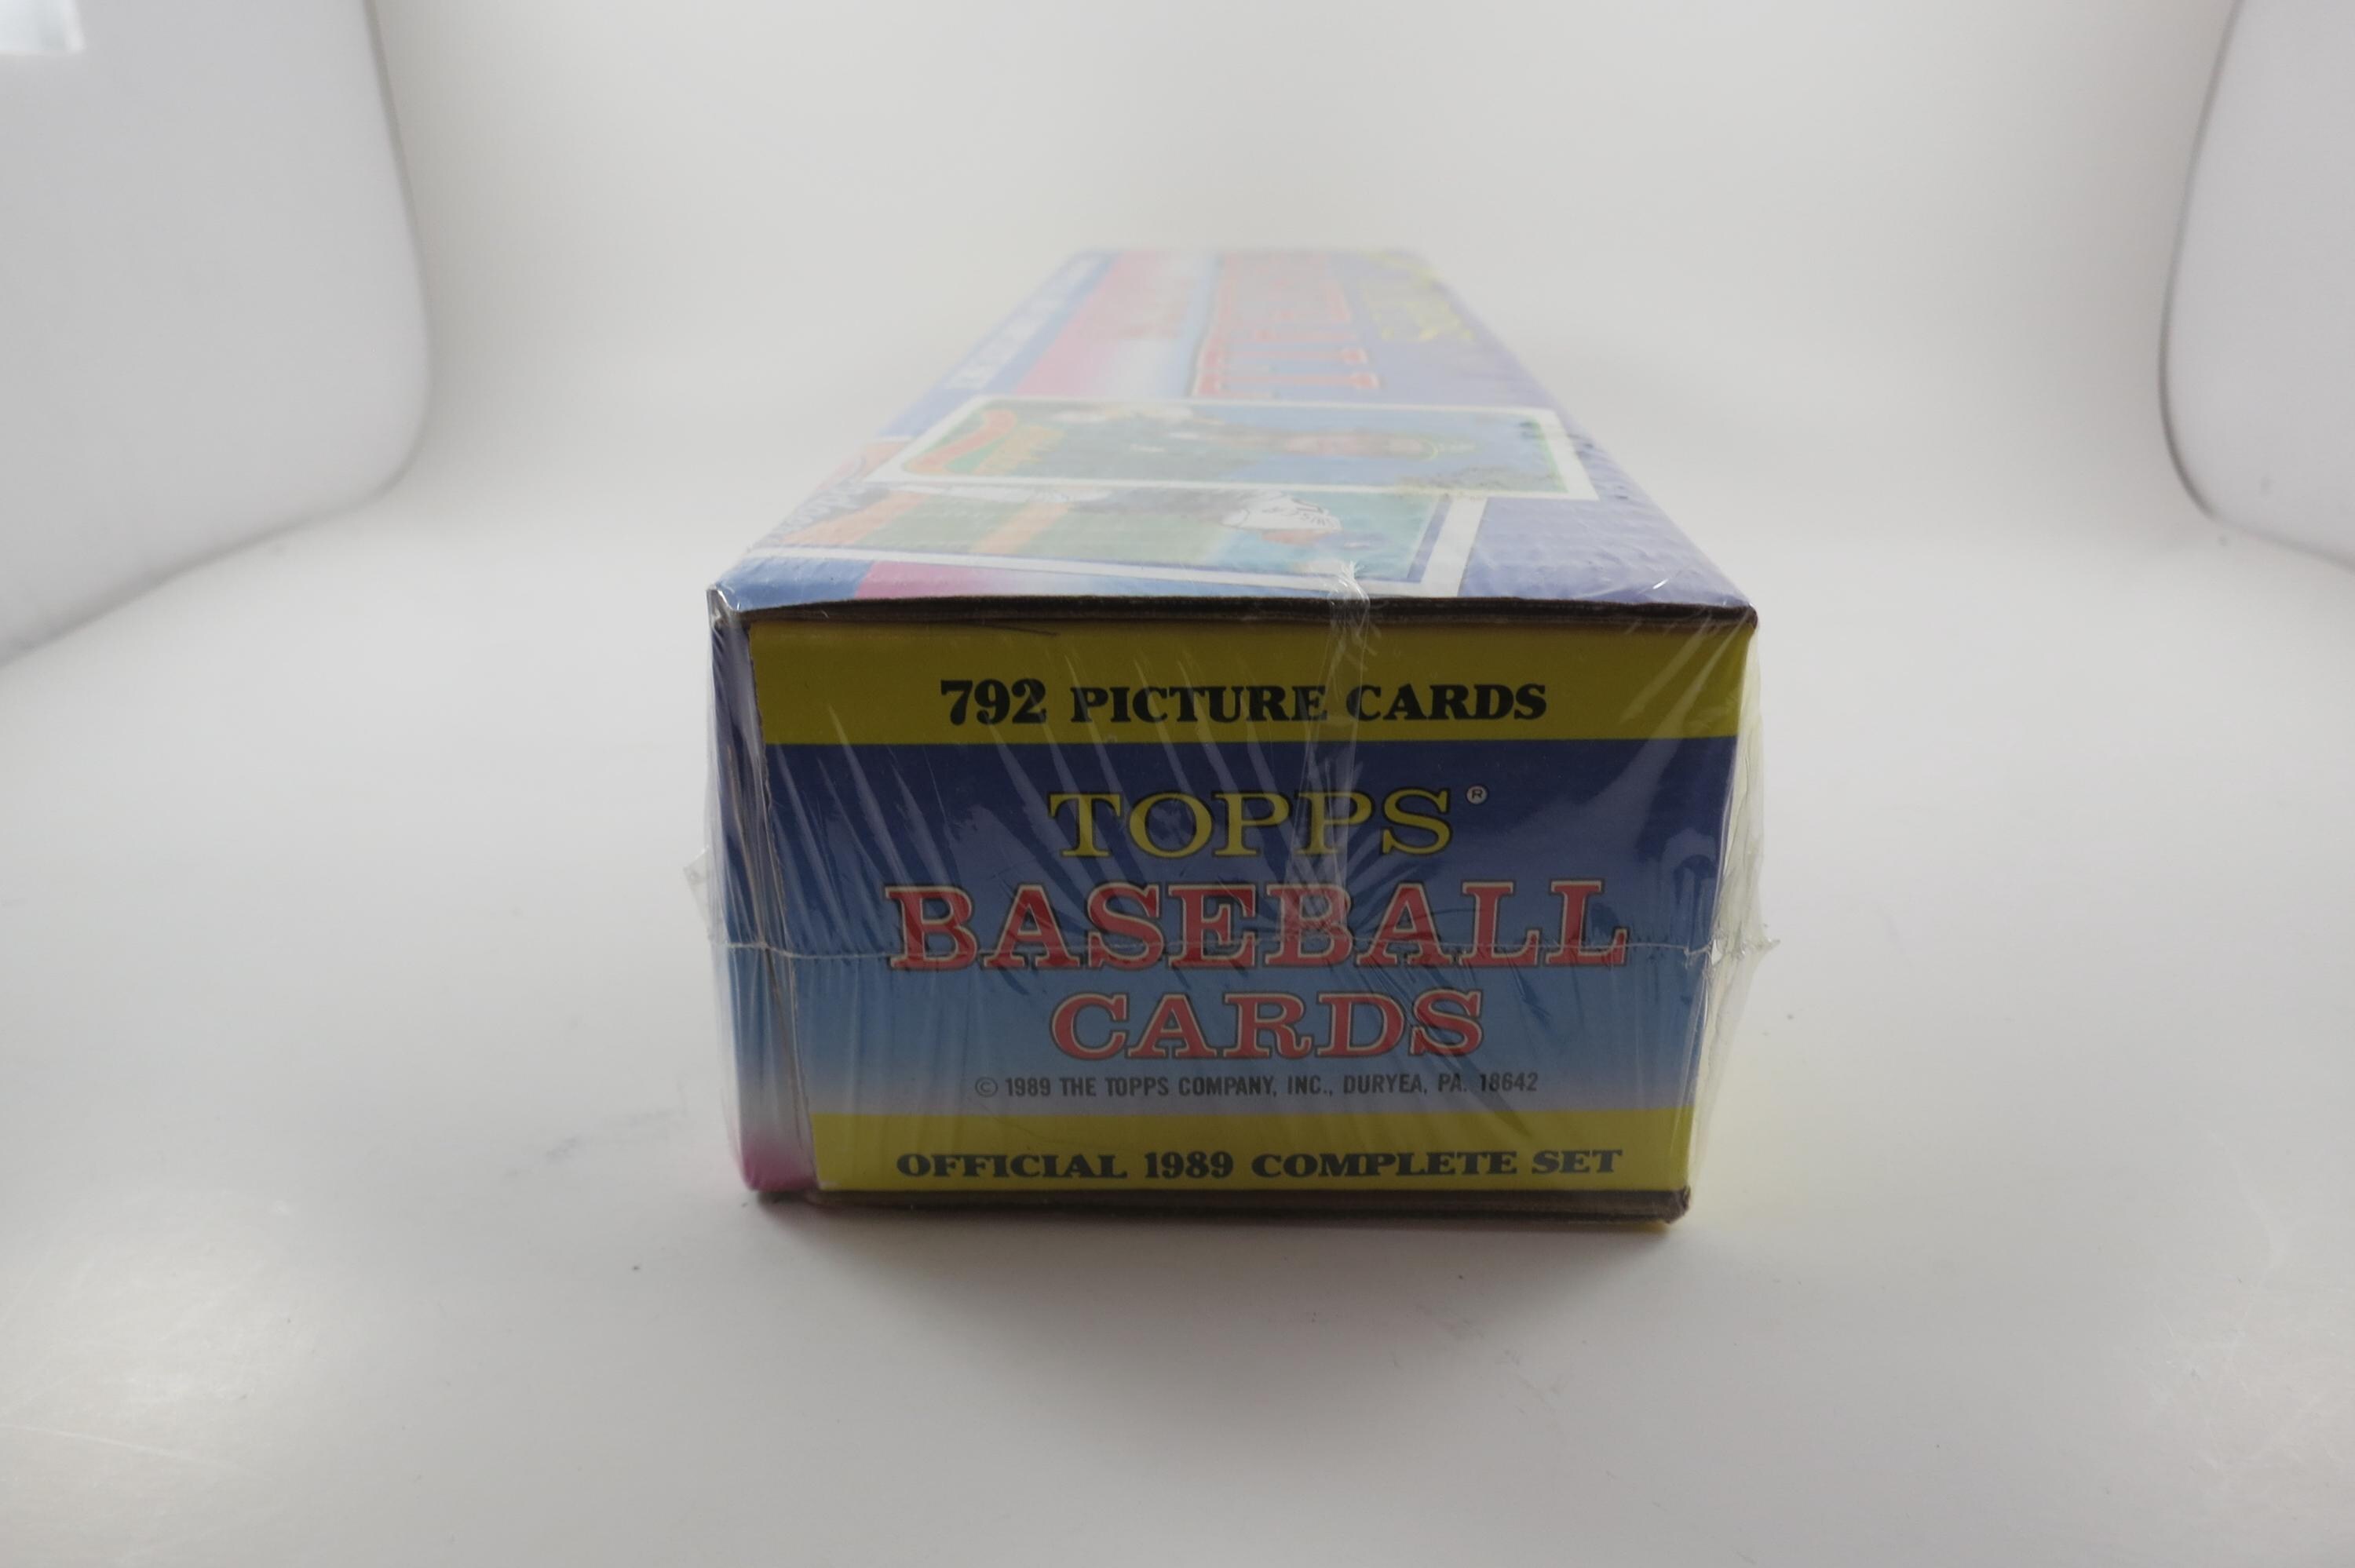 792 PICTURE CARDS
TOPPS®
BASEBALL
CARDS
© 1989 THE TOPPS COMPANY, INC., DURYEA, PA. 18642
OFFICIAL 1989 COMPLETE SET